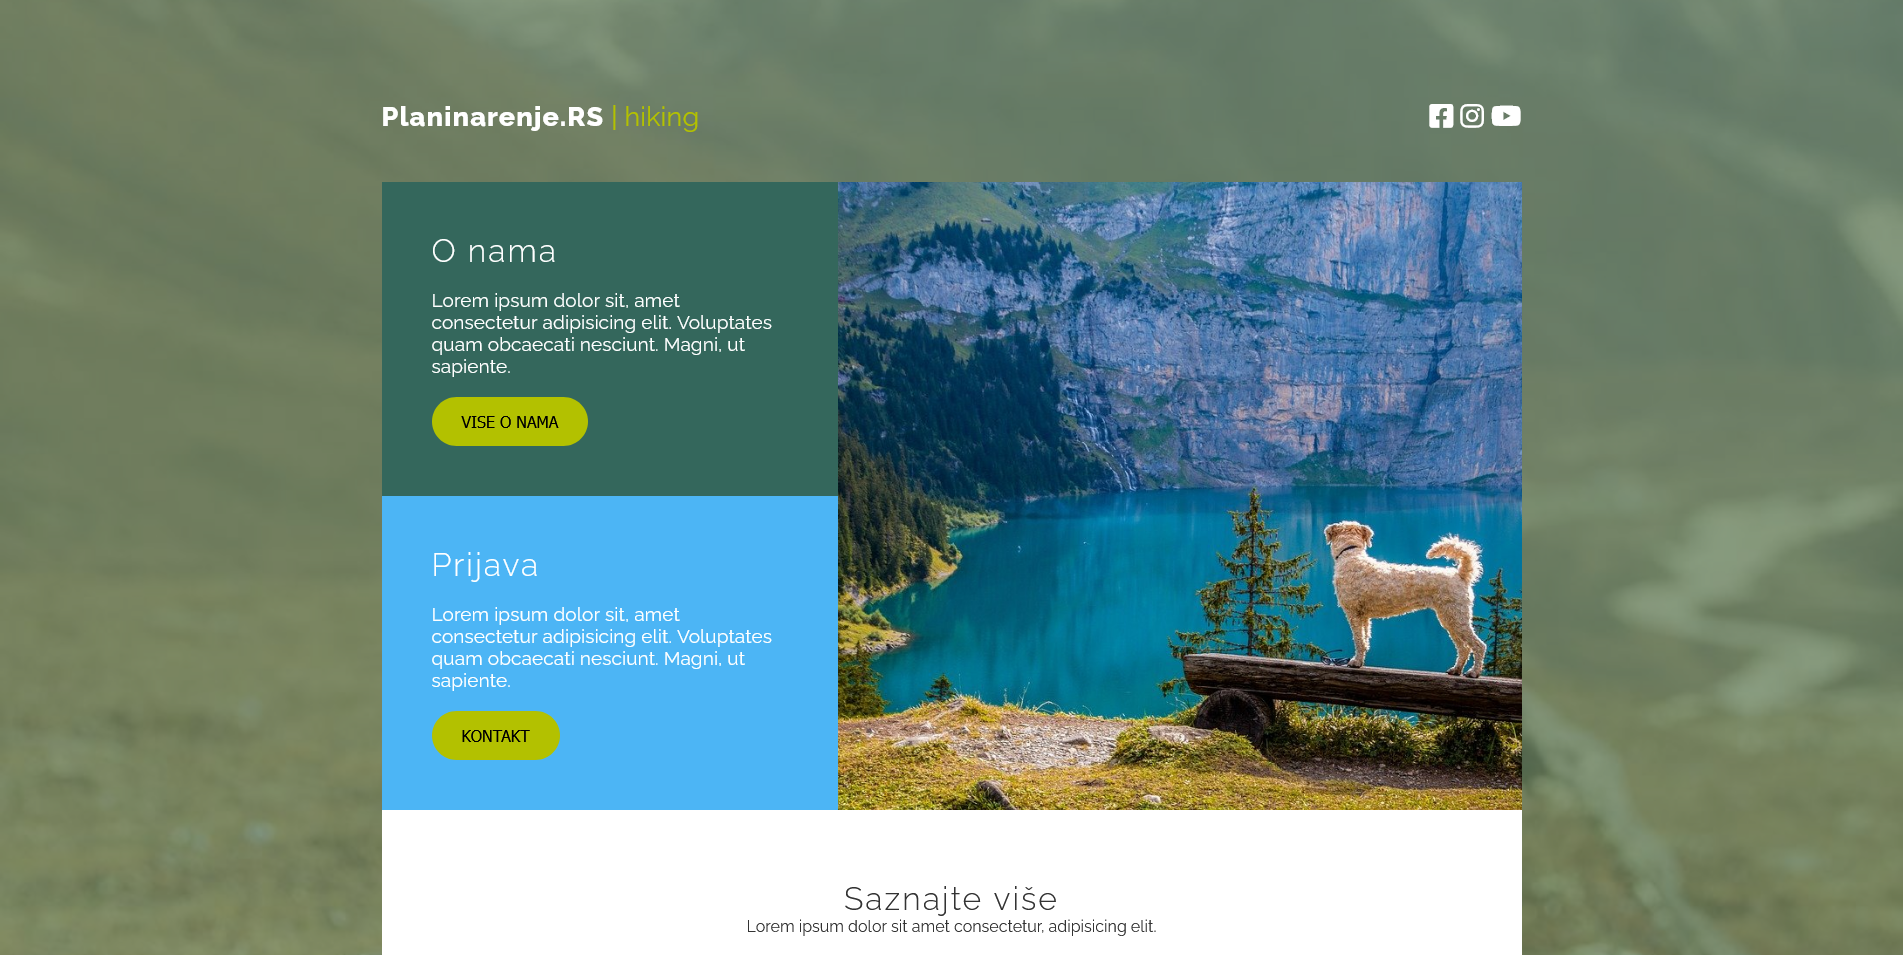 Planinarenje.RS | hiking
O nama
Lorem ipsum dolor sit, amet
consectetur adipisicing elit. Voluptates
quam obcaecati nesciunt. Magni, ut
sapiente.
VISE O NAMA
Prijava
Lorem ipsum dolor sit, amet
consectetur adipisicing elit. Voluptates
quam obcaecati nesciunt. Magni, ut
sapiente.
KONTAKT
Saznajte više
Lorem ipsum dolor sit amet consectetur, adipisicing elit.